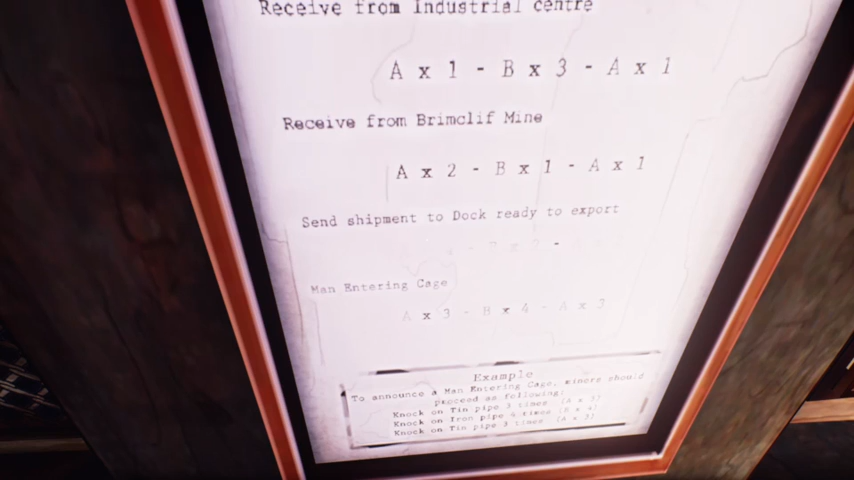 Receive from Industrial centre
A x 1 - B x 3 - A x 1
Receive from Brimclif Mine
A x 2 - B x 1 - A x 1
Send shipment to Dock ready to export
Man Entering Cage
A x 3 - B x 4 - A x 3
Example
To announce a Man Entering Cage, miners should
proceed as following:
Knock on Tin pipe 3 times (A x 3)
Knock on Iron pipe 4 times (B x 4)
Knock on Tin pipe 3 times (A x 3)